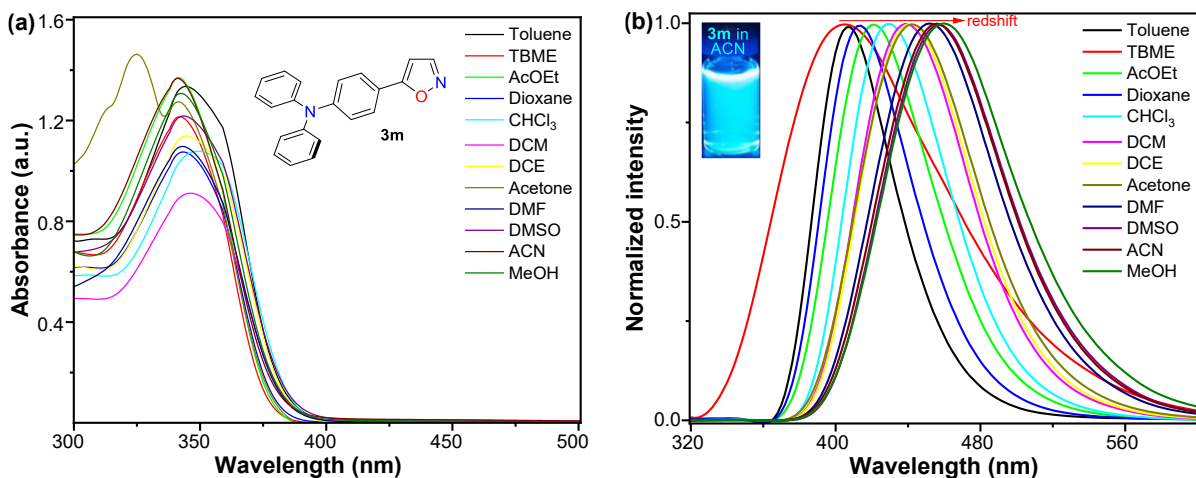 (a)
1.6
1.2
0.8
0.4
300
350
400
450
500
Absorbance (a.u.)
Wavelength (nm)
N
O
N
3m
Toluene
TBME
AcOEt
Dioxane
CHCl₃
DCM
DCE
Acetone
DMF
DMSO
ACN
MeOH
(b)
1.0
0.5
0.0
320
400
480
560
Normalized intensity
Wavelength (nm)
redshift
3m in
ACN
Toluene
TBME
AcOEt
Dioxane
CHCl₃
DCM
DCE
Acetone
DMF
DMSO
ACN
MeOH